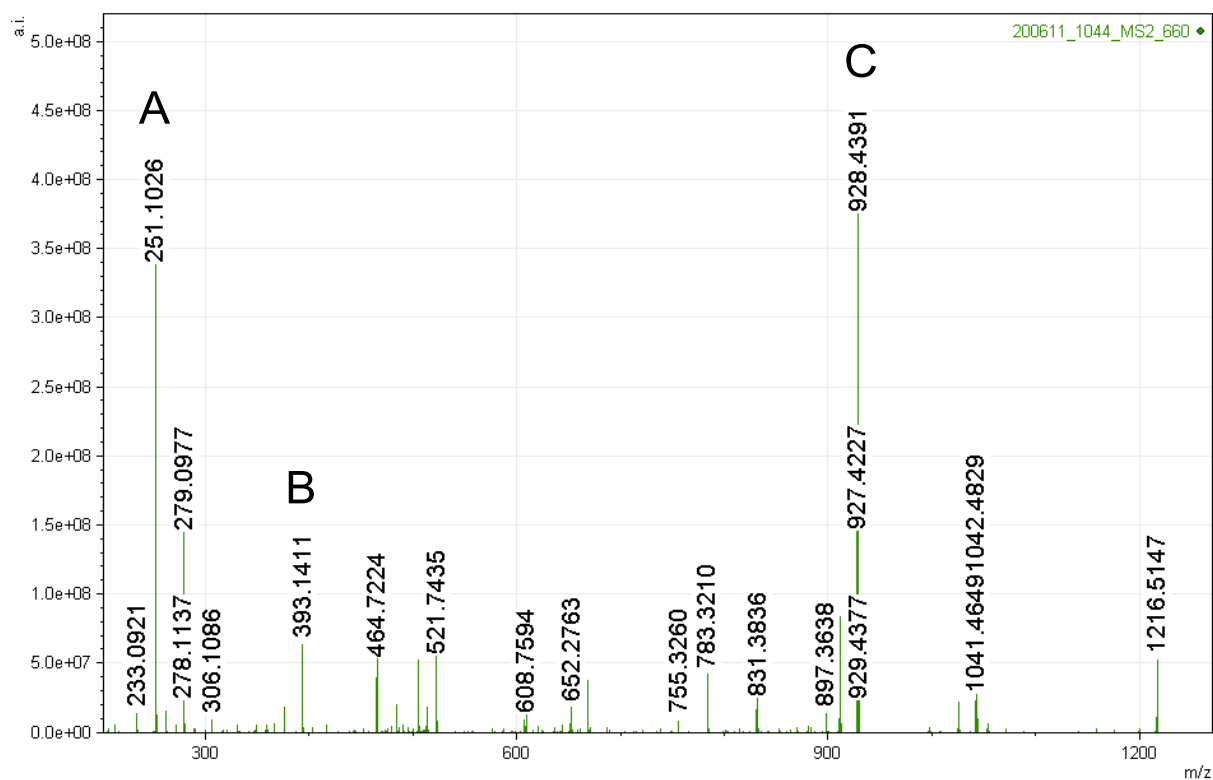 a.i.
200611_1044_MS2_660
5.0e+08
4.5e+08
4.0e+08
3.5e+08
3.0e+08
2.5e+08
2.0e+08
1.5e+08
1.0e+08
5.0e+07
0.0e+00
A
B
C
233.0921
251.1026
278.1137
279.0977
306.1086
393.1411
464.7224
521.7435
608.7594
652.2763
755.3260
783.3210
831.3836
897.3638
927.4227
928.4391
929.4377
1041.4649
1042.4829
1216.5147
300
600
900
1200
m/z